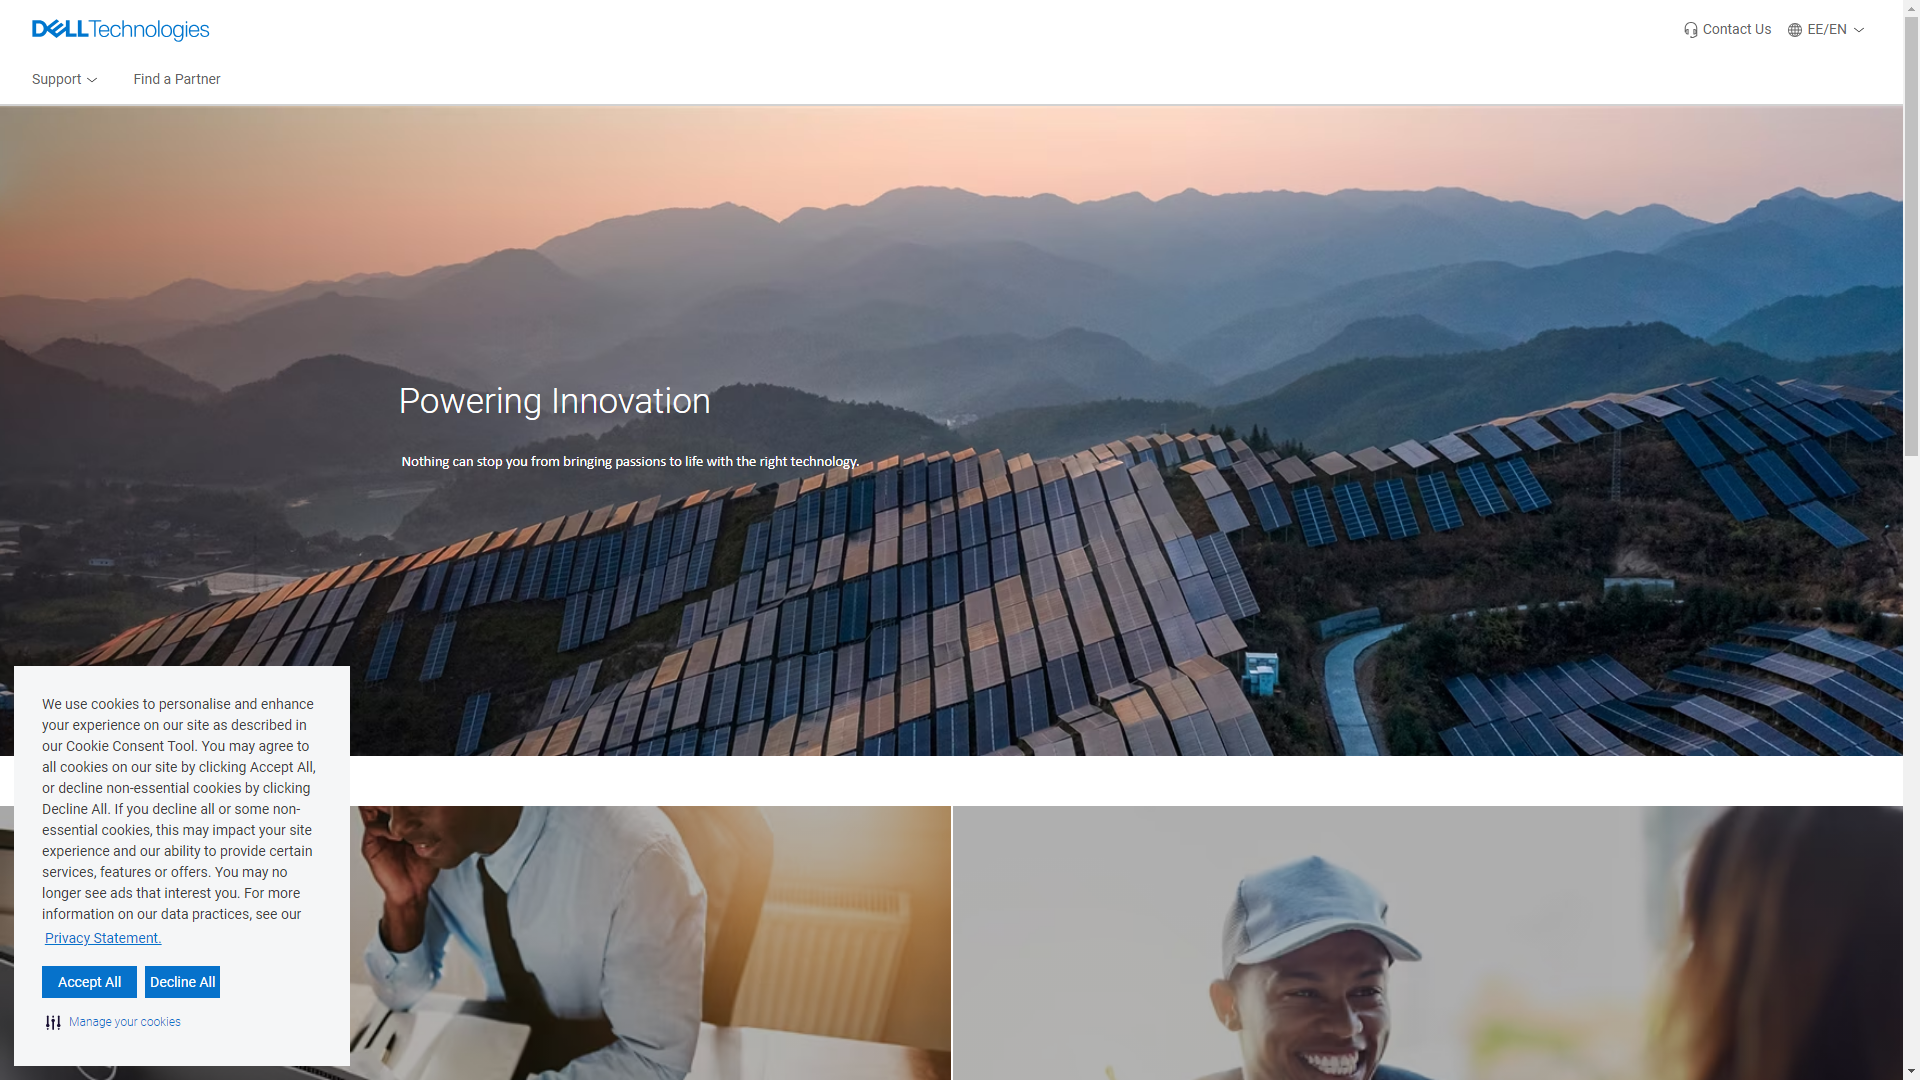 DELL Technologies
Contact Us
EE/EN
Support
Find a Partner
Powering Innovation
Nothing can stop you from bringing passions to life with the right technology.
We use cookies to personalise and enhance
your experience on our site as described in
our Cookie Consent Tool. You may agree to
all cookies on our site by clicking Accept All,
or decline non-essential cookies by clicking
Decline All. If you decline all or some non-
essential cookies, this may impact your site
experience and our ability to provide certain
services, features or offers. You may no
longer see ads that interest you. For more
information on our data practices, see our
Privacy Statement.
Accept All
Decline All
Manage your cookies